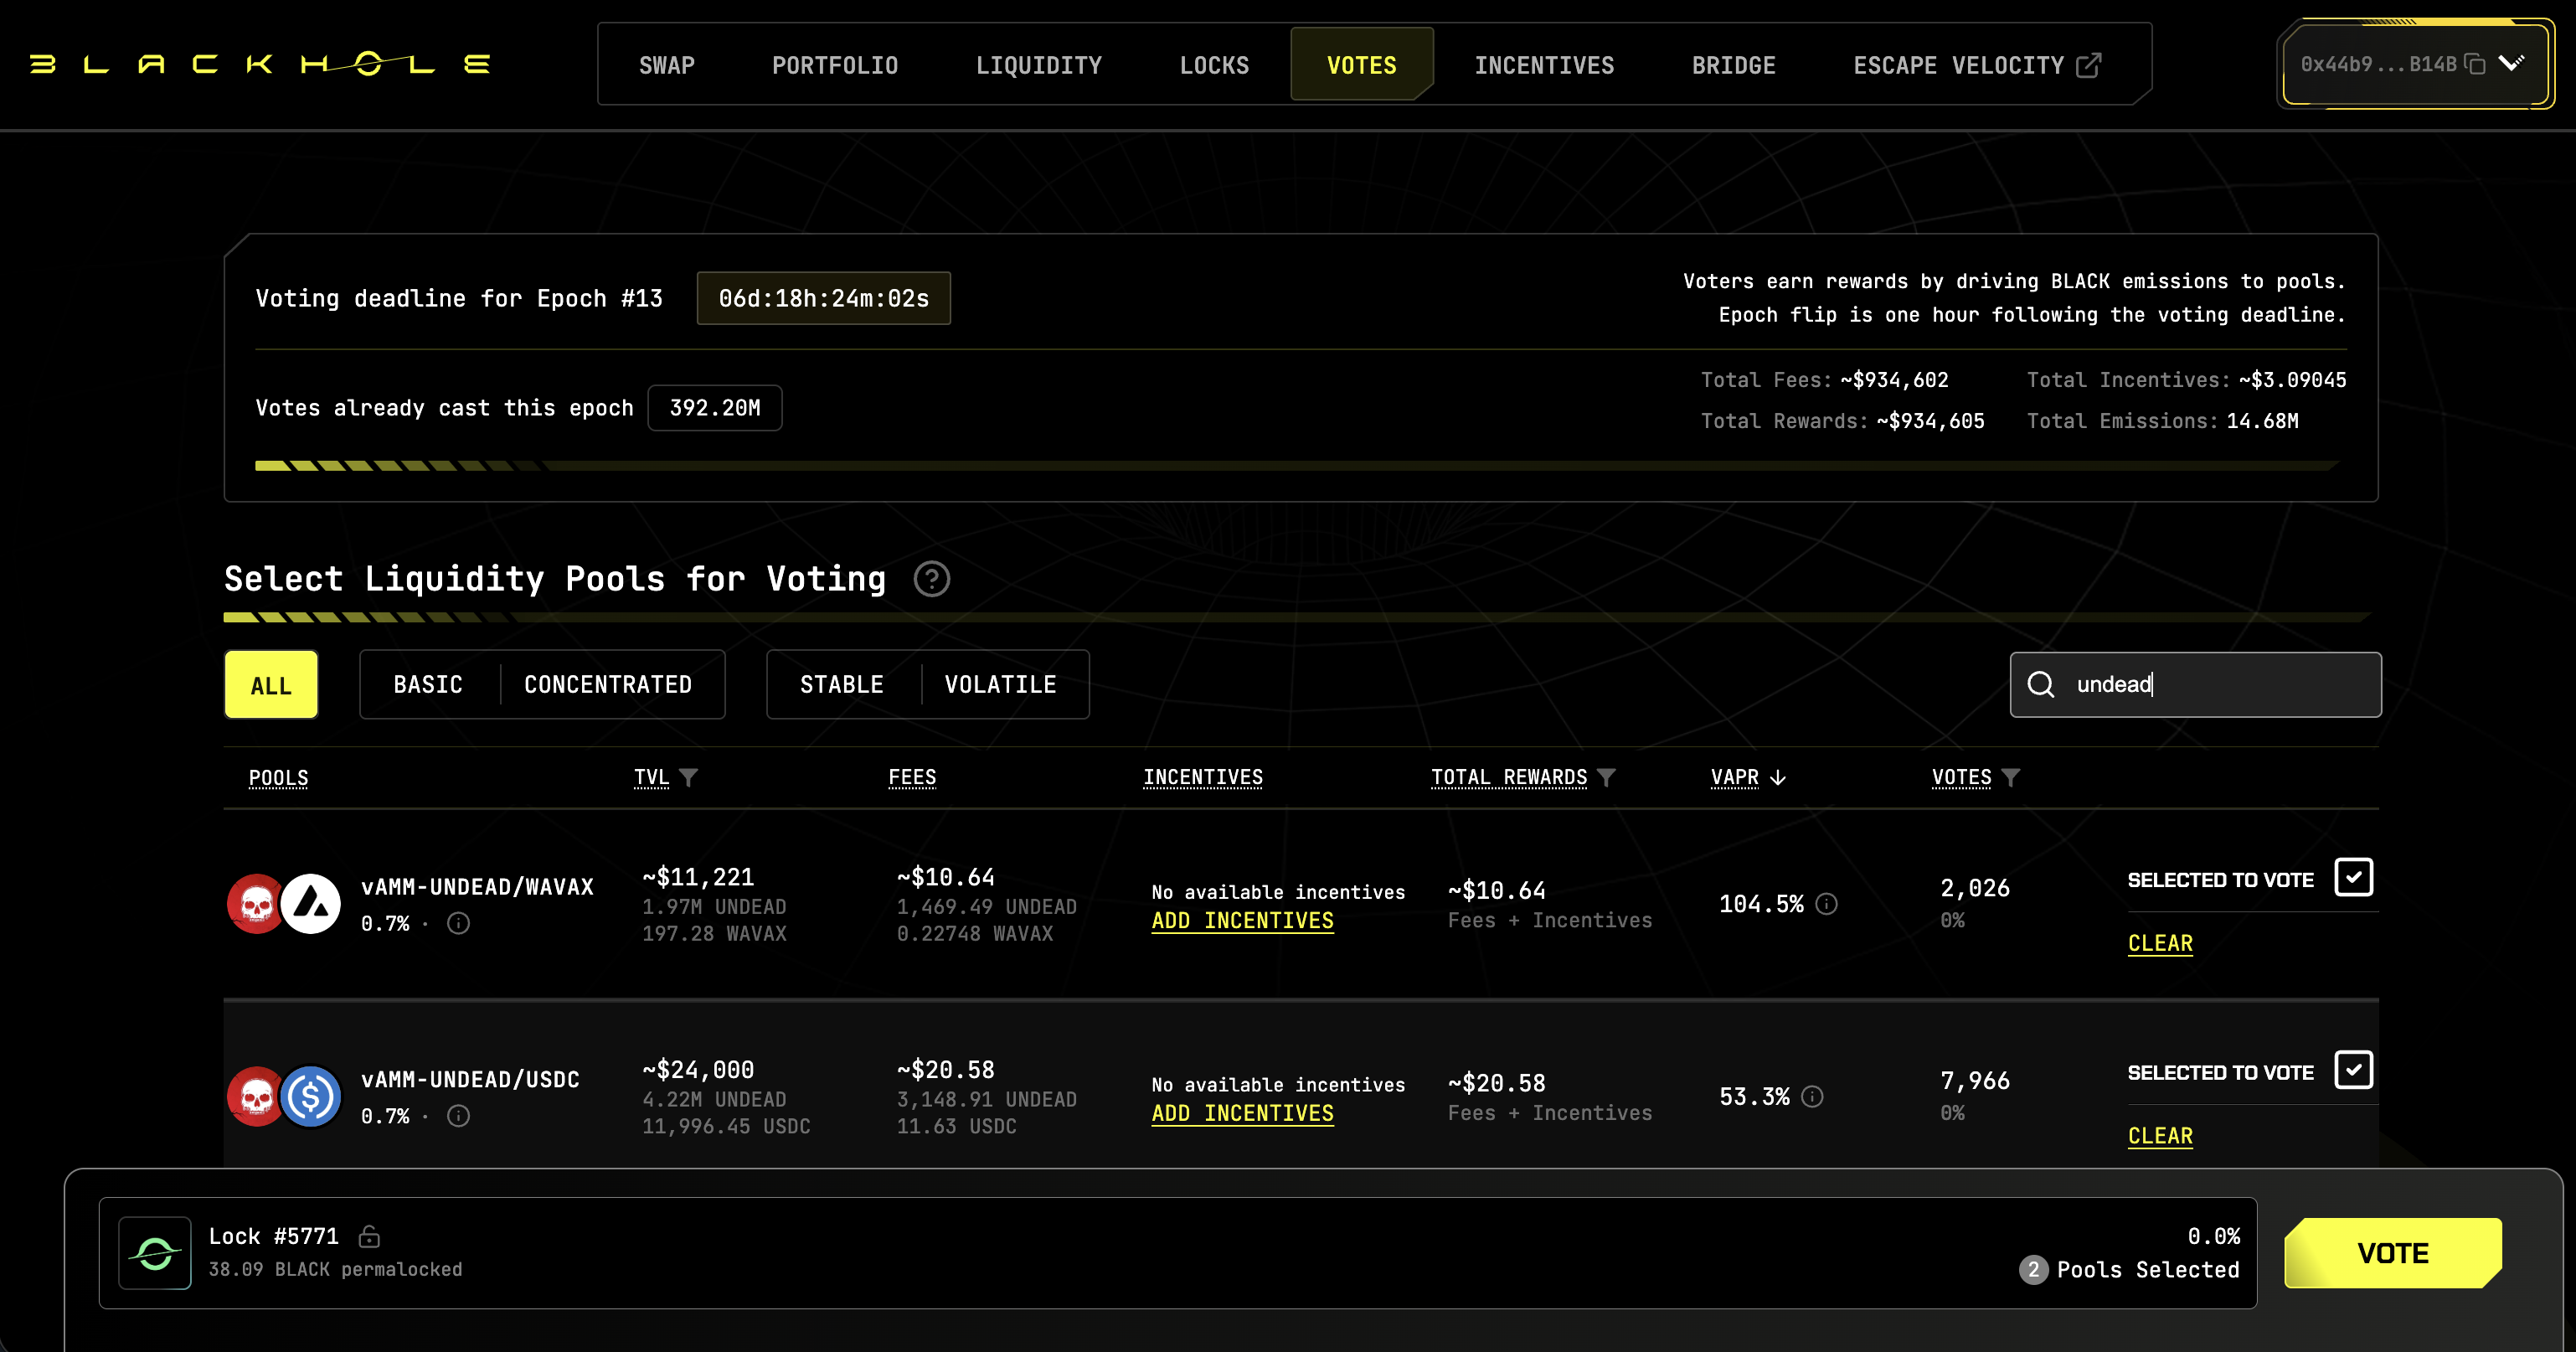 BLACKHOLE
SWAP PORTFOLIO LIQUIDITY LOCKS VOTES INCENTIVES BRIDGE ESCAPE VELOCITY
0x44b9...B14B
Voting deadline for Epoch #13 06d:18h:24m:02s
Voters earn rewards by driving BLACK emissions to pools.
Epoch flip is one hour following the voting deadline.
Votes already cast this epoch 392.20M
Total Fees: ~$934,602 Total Incentives: ~$3.09045
Total Rewards: ~$934,605 Total Emissions: 14.68M
Select Liquidity Pools for Voting ?
ALL BASIC CONCENTRATED STABLE VOLATILE
undead
POOLS TVL FEES INCENTIVES TOTAL REWARDS VAPR ↓ VOTES
vAMM-UNDEAD/WAVAX
0.7% ·
~$11,221
1.97M UNDEAD
197.28 WAVAX
~$10.64
1,469.49 UNDEAD
0.22748 WAVAX
No available incentives
ADD INCENTIVES
~$10.64
Fees + Incentives
104.5%
2,026
0%
SELECTED TO VOTE
CLEAR
vAMM-UNDEAD/USDC
0.7% ·
~$24,000
4.22M UNDEAD
11,996.45 USDC
~$20.58
3,148.91 UNDEAD
11.63 USDC
No available incentives
ADD INCENTIVES
~$20.58
Fees + Incentives
53.3%
7,966
0%
SELECTED TO VOTE
CLEAR
Lock #5771
38.09 BLACK permalocked
0.0%
2 Pools Selected
VOTE